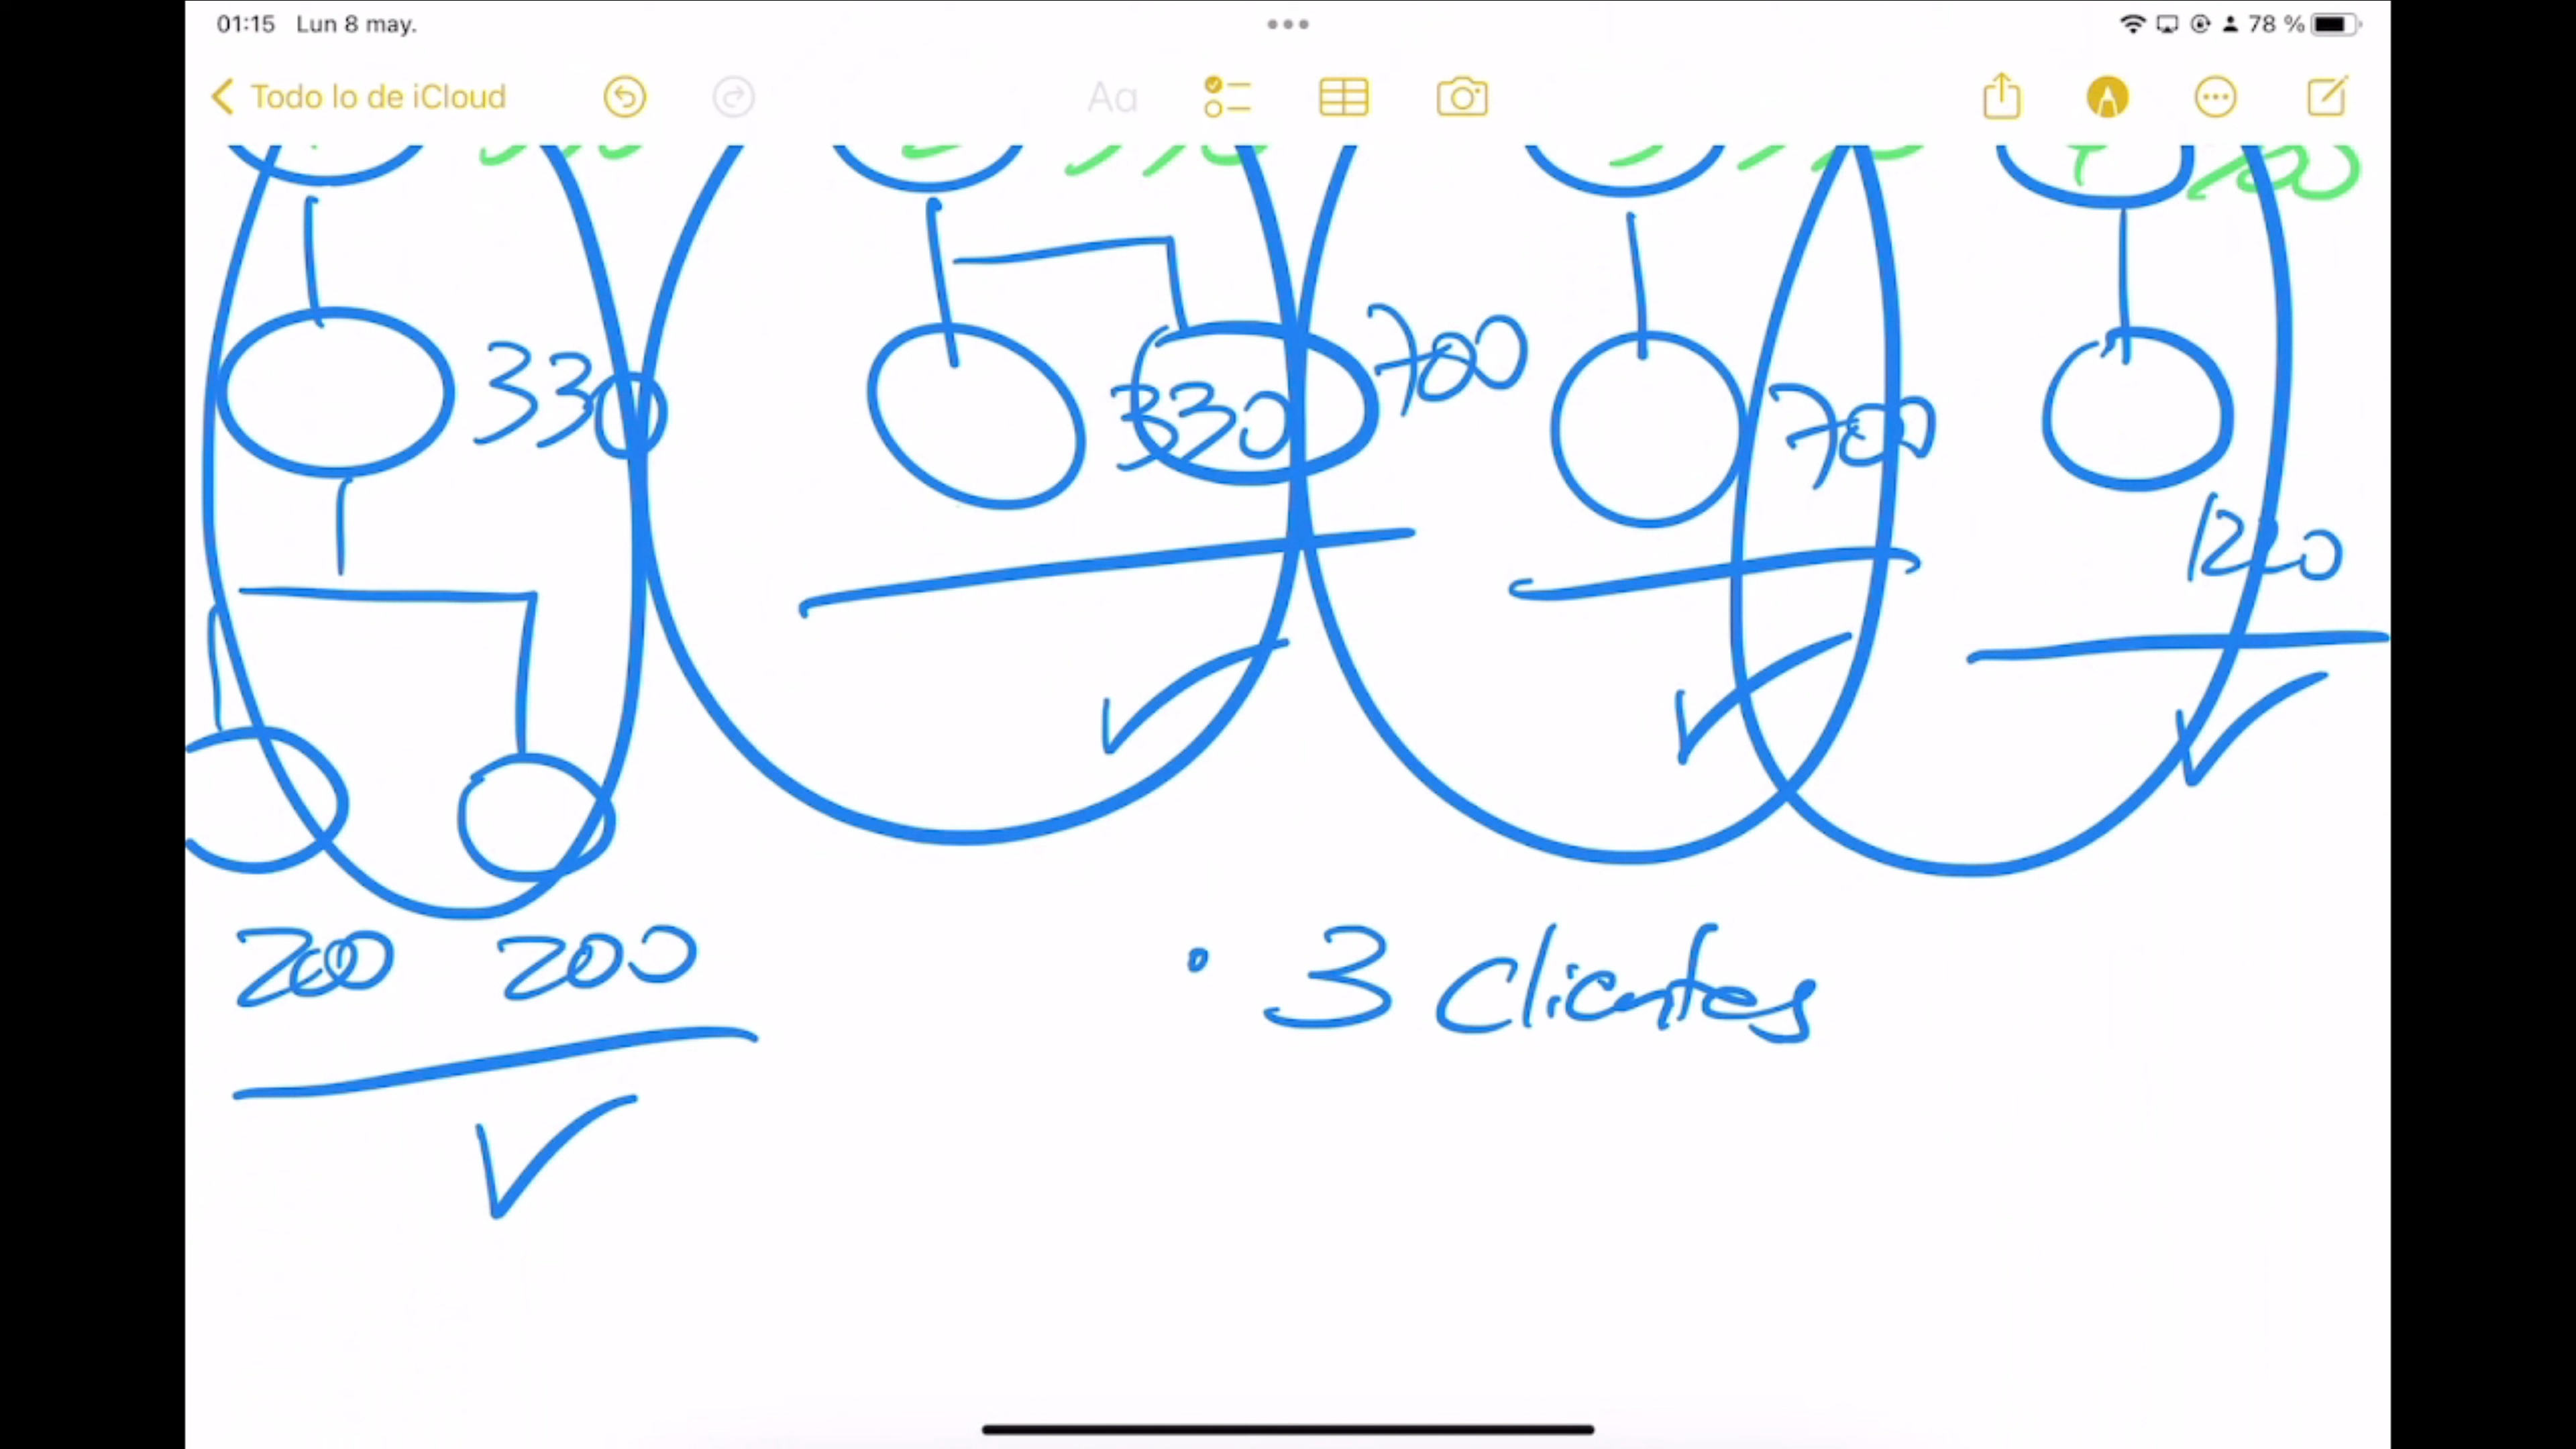 01:15 Lun 8 may.
78 %
Todo lo de iCloud
Aa
700
330 330 700
1220
200 200
• 3 Clientes